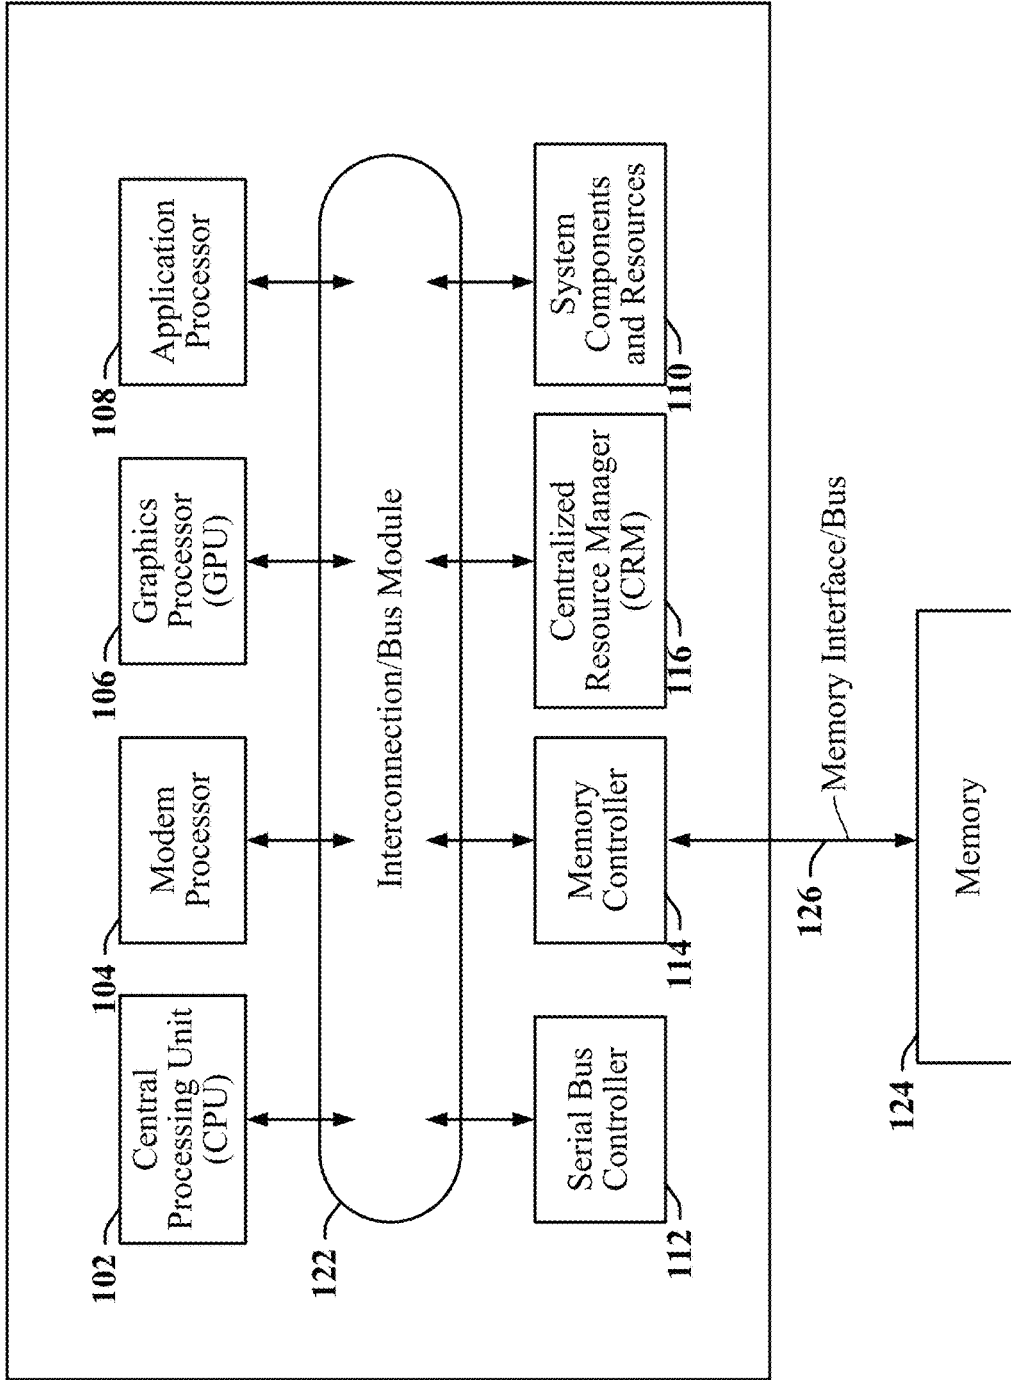 102
Central
Processing Unit
(CPU)
104
Modem
Processor
106
Graphics
Processor
(GPU)
108
Application
Processor
122
Interconnection/Bus Module
112
Serial Bus
Controller
114
Memory
Controller
116
Centralized
Resource Manager
(CRM)
110
System
Components
and Resources
126
Memory Interface/Bus
124
Memory